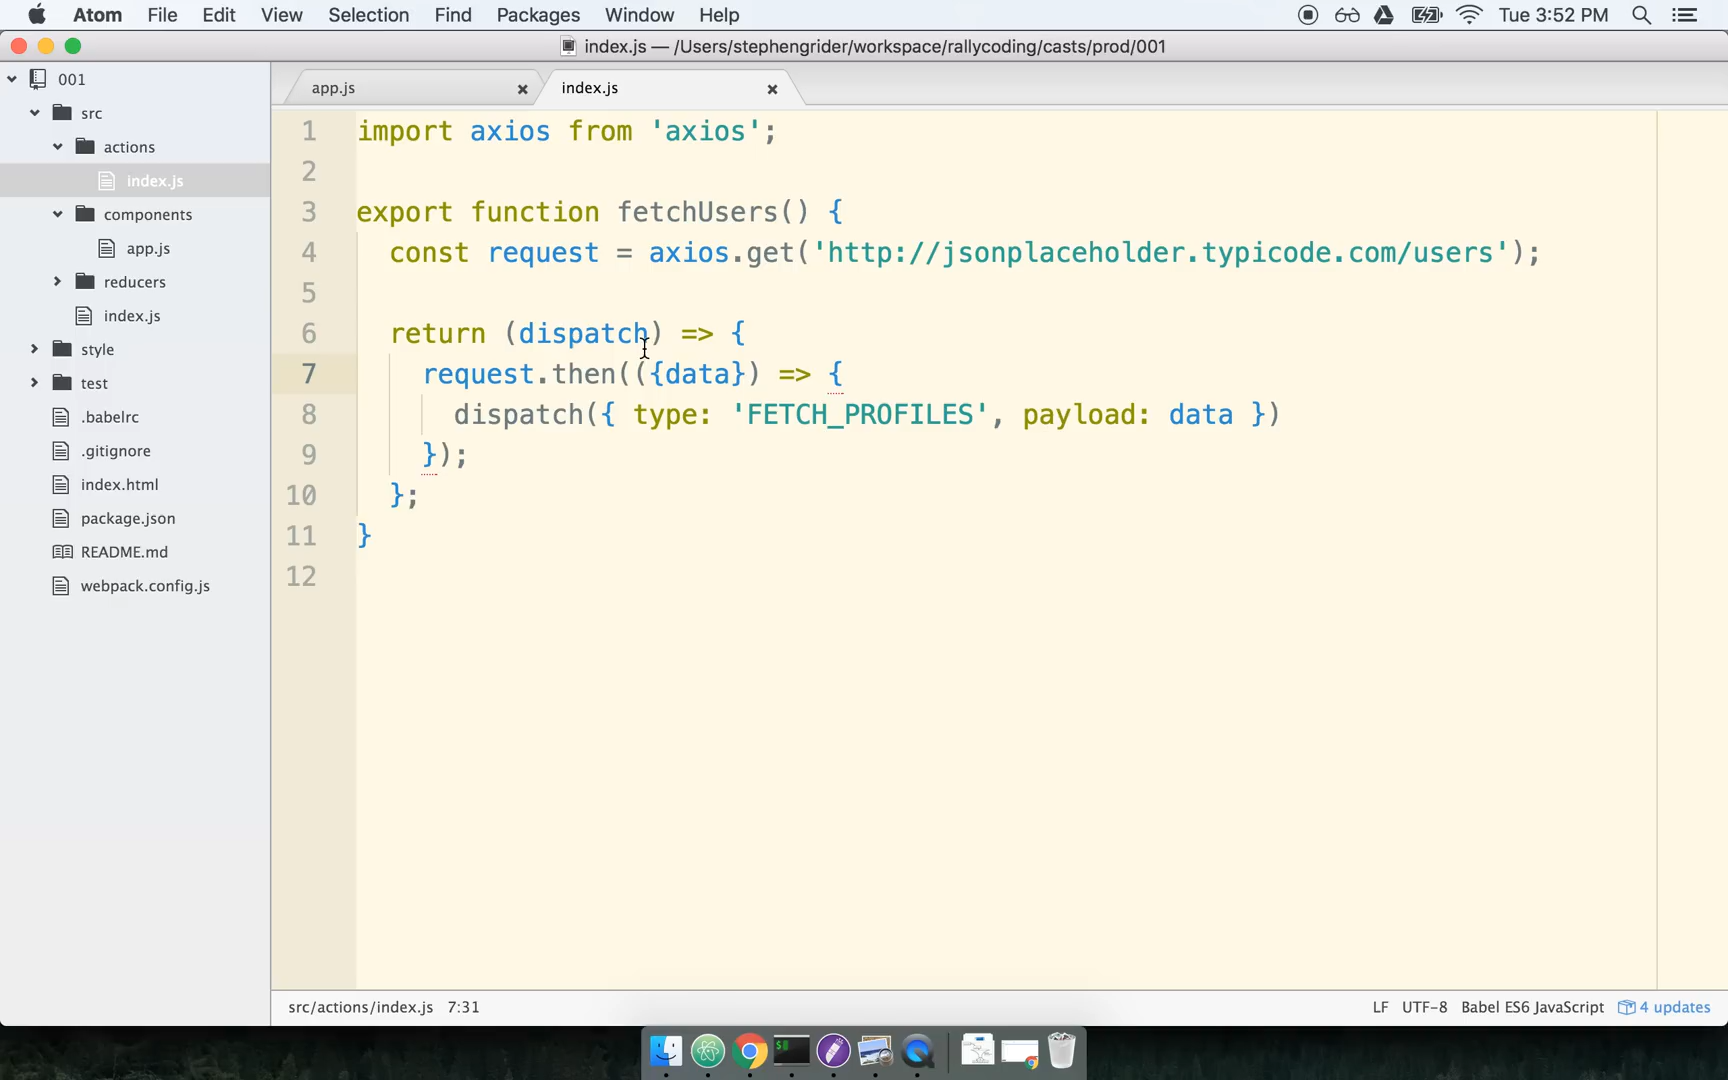 Atom File Edit View Selection Find Packages Window Help Tue 3:52 PM
index.js — /Users/stephengrider/workspace/rallycoding/casts/prod/001
001
src
actions
index.js
components
app.js
reducers
index.js
style
test
.babelrc
.gitignore
index.html
package.json
README.md
webpack.config.js
app.js index.js
1 import axios from 'axios';
2
3 export function fetchUsers() {
4 const request = axios.get('http://jsonplaceholder.typicode.com/users');
5
6 return (dispatch) => {
7 request.then(({data}) => {
8 dispatch({ type: 'FETCH_PROFILES', payload: data })
9 });
10 };
11 }
12
src/actions/index.js 7:31 LF UTF-8 Babel ES6 JavaScript 4 updates